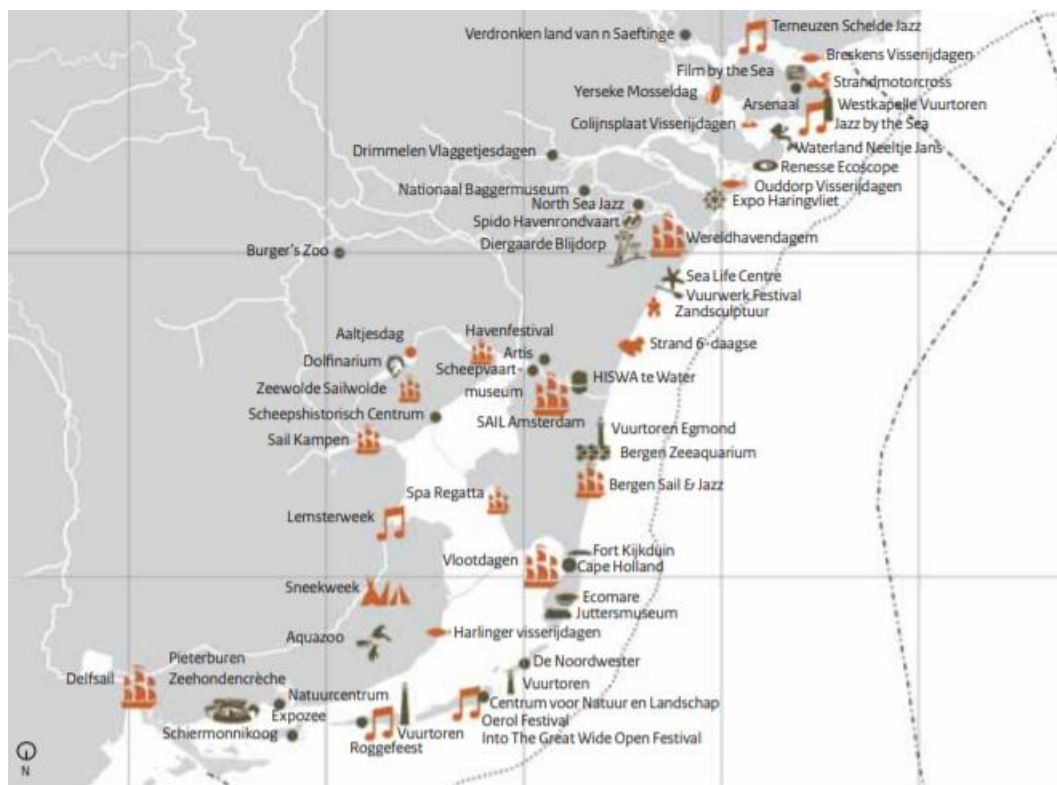 Terneuzen Schelde Jazz
Verdronken land van n Saeftinge
Breskens Visserijdagen
Film by the Sea
Strandmotorcross
Yerseke Mosseldag
Arsenaal
Westkapelle Vuurtoren
Colijnsplaat Visserijdagen
Jazz by the Sea
Waterland Neeltje Jans
Drimmelen Vlaggetjesdagen
Renesse Ecoscope
Nationaal Baggermuseum
Ouddorp Visserijdagen
North Sea Jazz
Expo Haringvliet
Spido Havenrondvaart
Diergaarde Blijdorp
Wereldhavendagem
Burger's Zoo
Sea Life Centre
Vuurwerk Festival
Zandsculptuur
Aaltjesdag
Havenfestival
Strand 6-daagse
Dolfinarium
Artis
Scheepvaart-
museum
HISWA te Water
Zeewolde Sailwolde
Scheepshistorisch Centrum
SAIL Amsterdam
Vuurtoren Egmond
Sail Kampen
Bergen Zeeaquarium
Spa Regatta
Bergen Sail & Jazz
Lemsterweek
Vlootdagen
Fort Kijkduin
Cape Holland
Sneekweek
Ecomare
Juttersmuseum
Aquazoo
Harlinger visserijdagen
Pieterburen
Zeehondencrèche
De Noordwester
Delfsail
Vuurtoren
Natuurcentrum
Expozee
Centrum voor Natuur en Landschap
Oerol Festival
Into The Great Wide Open Festival
Schiermonnikoog
Vuurtoren
Roggefeest
N